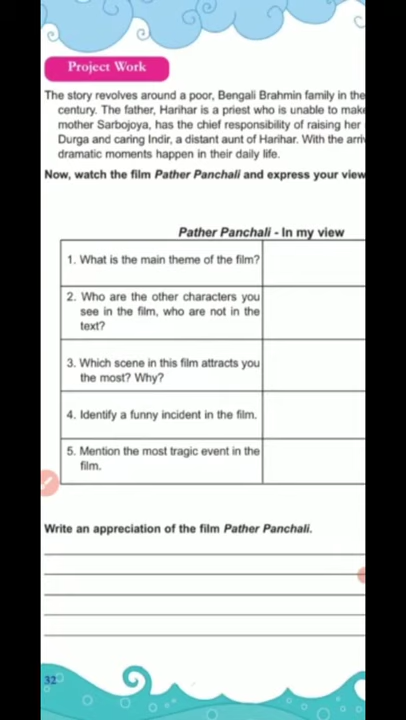 Project Work
The story revolves around a poor, Bengali Brahmin family in the
century. The father, Harihar is a priest who is unable to make
mother Sarbojoya, has the chief responsibility of raising her
Durga and caring Indir, a distant aunt of Harihar. With the arri
dramatic moments happen in their daily life.
Now, watch the film Pather Panchali and express your view
Pather Panchali - In my view
1. What is the main theme of the film?
2. Who are the other characters you
see in the film, who are not in the
text?
3. Which scene in this film attracts you
the most? Why?
4. Identify a funny incident in the film.
5. Mention the most tragic event in the
film.
Write an appreciation of the film Pather Panchali.
32